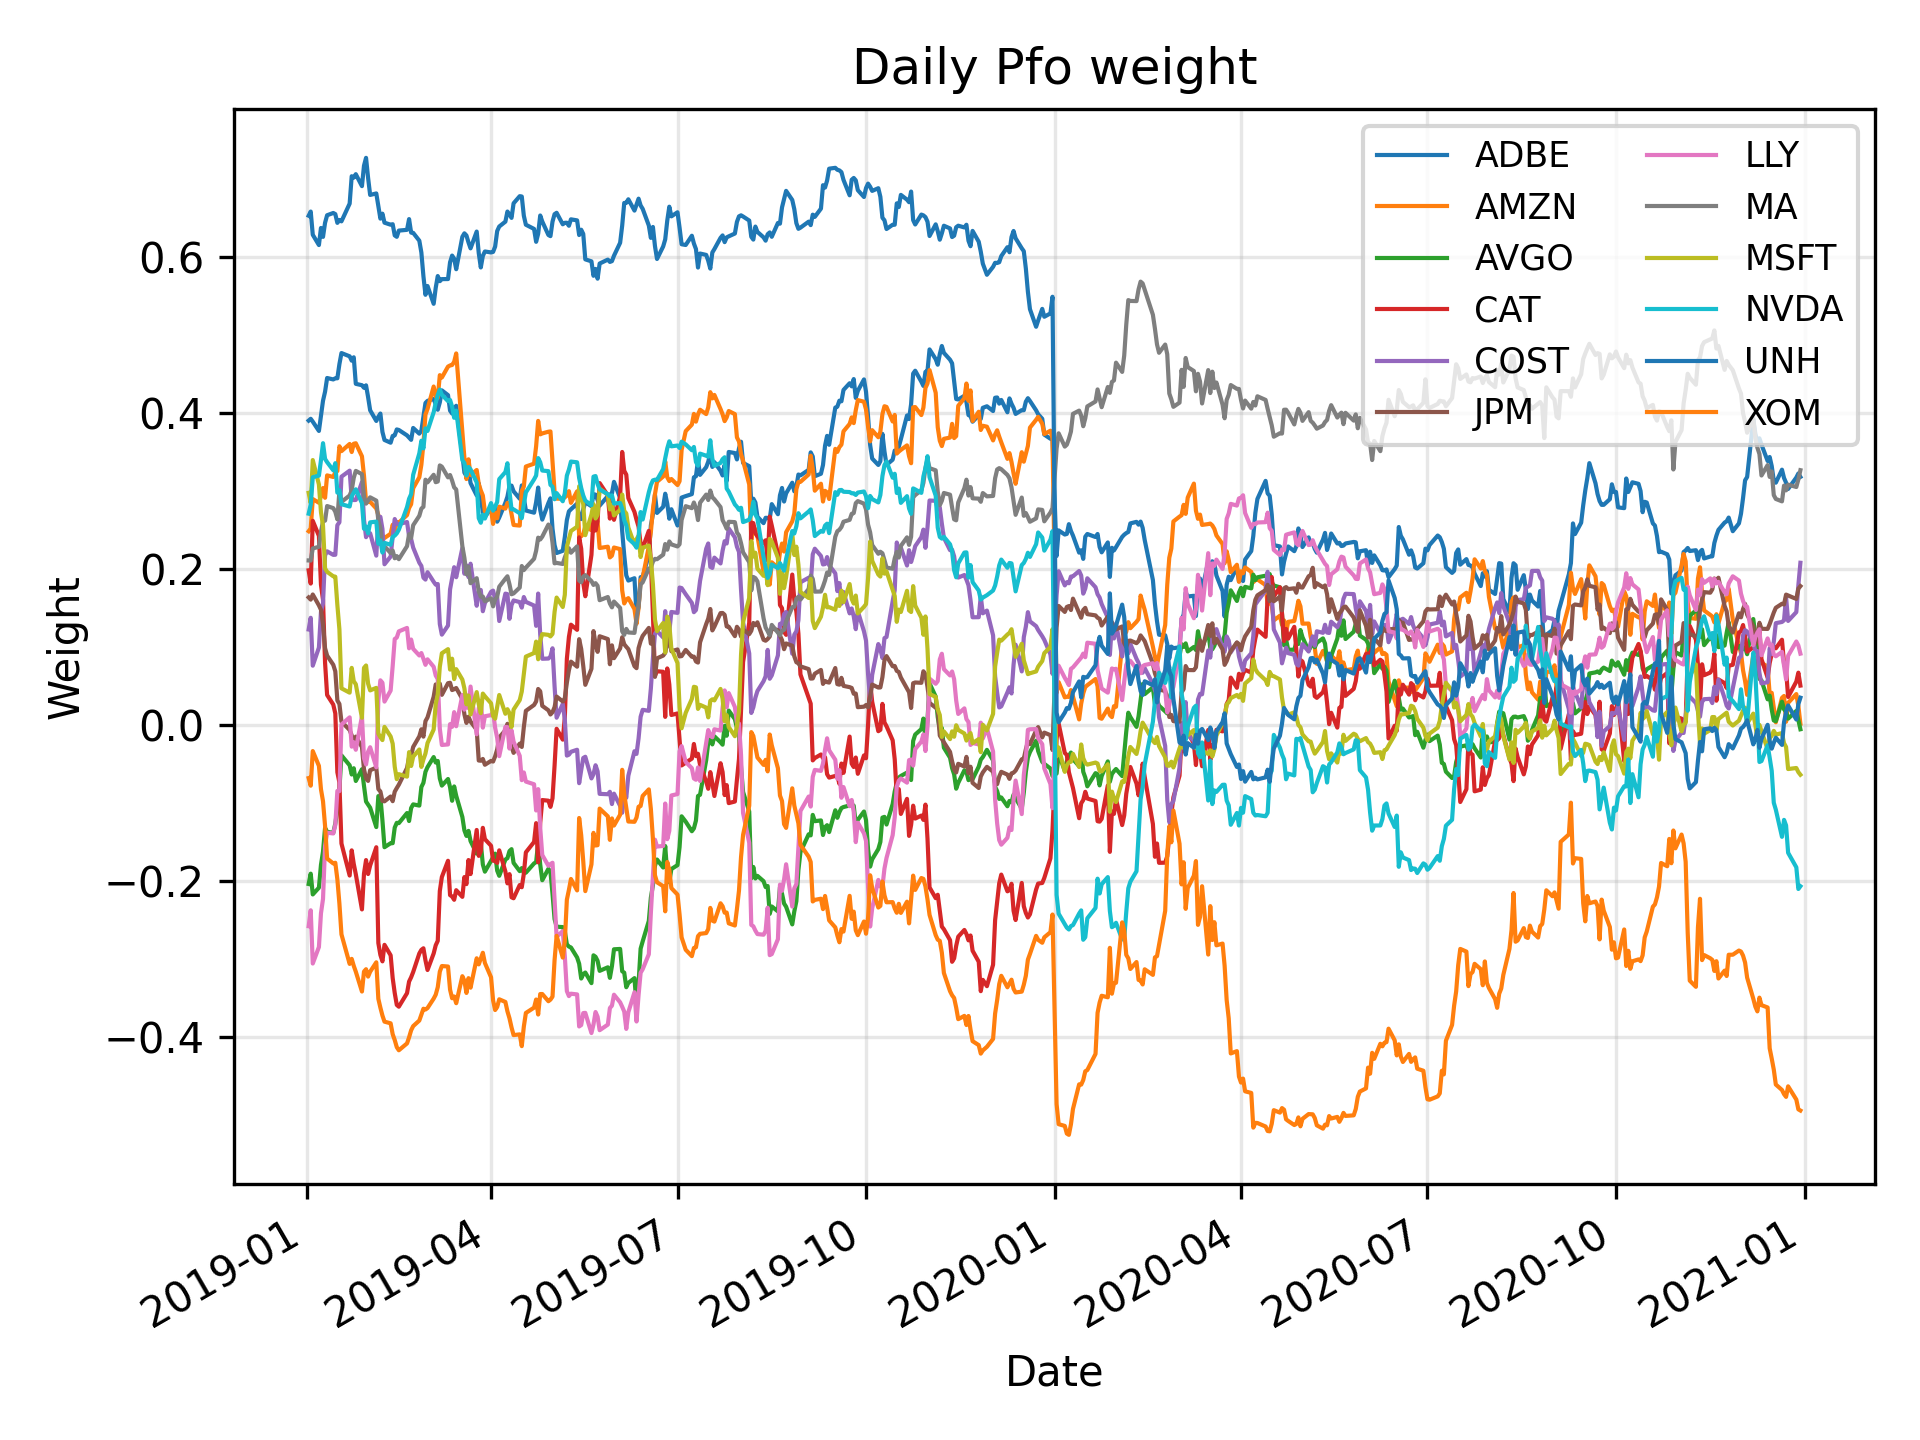 Daily Pfo weight
ADBE
AMZN
AVGO
CAT
COST
JPM
LLY
MA
MSFT
NVDA
UNH
XOM
Weight
0.6
0.4
0.2
0.0
−0.2
−0.4
2019-01
2019-04
2019-07
2019-10
2020-01
2020-04
2020-07
2020-10
2021-01
Date